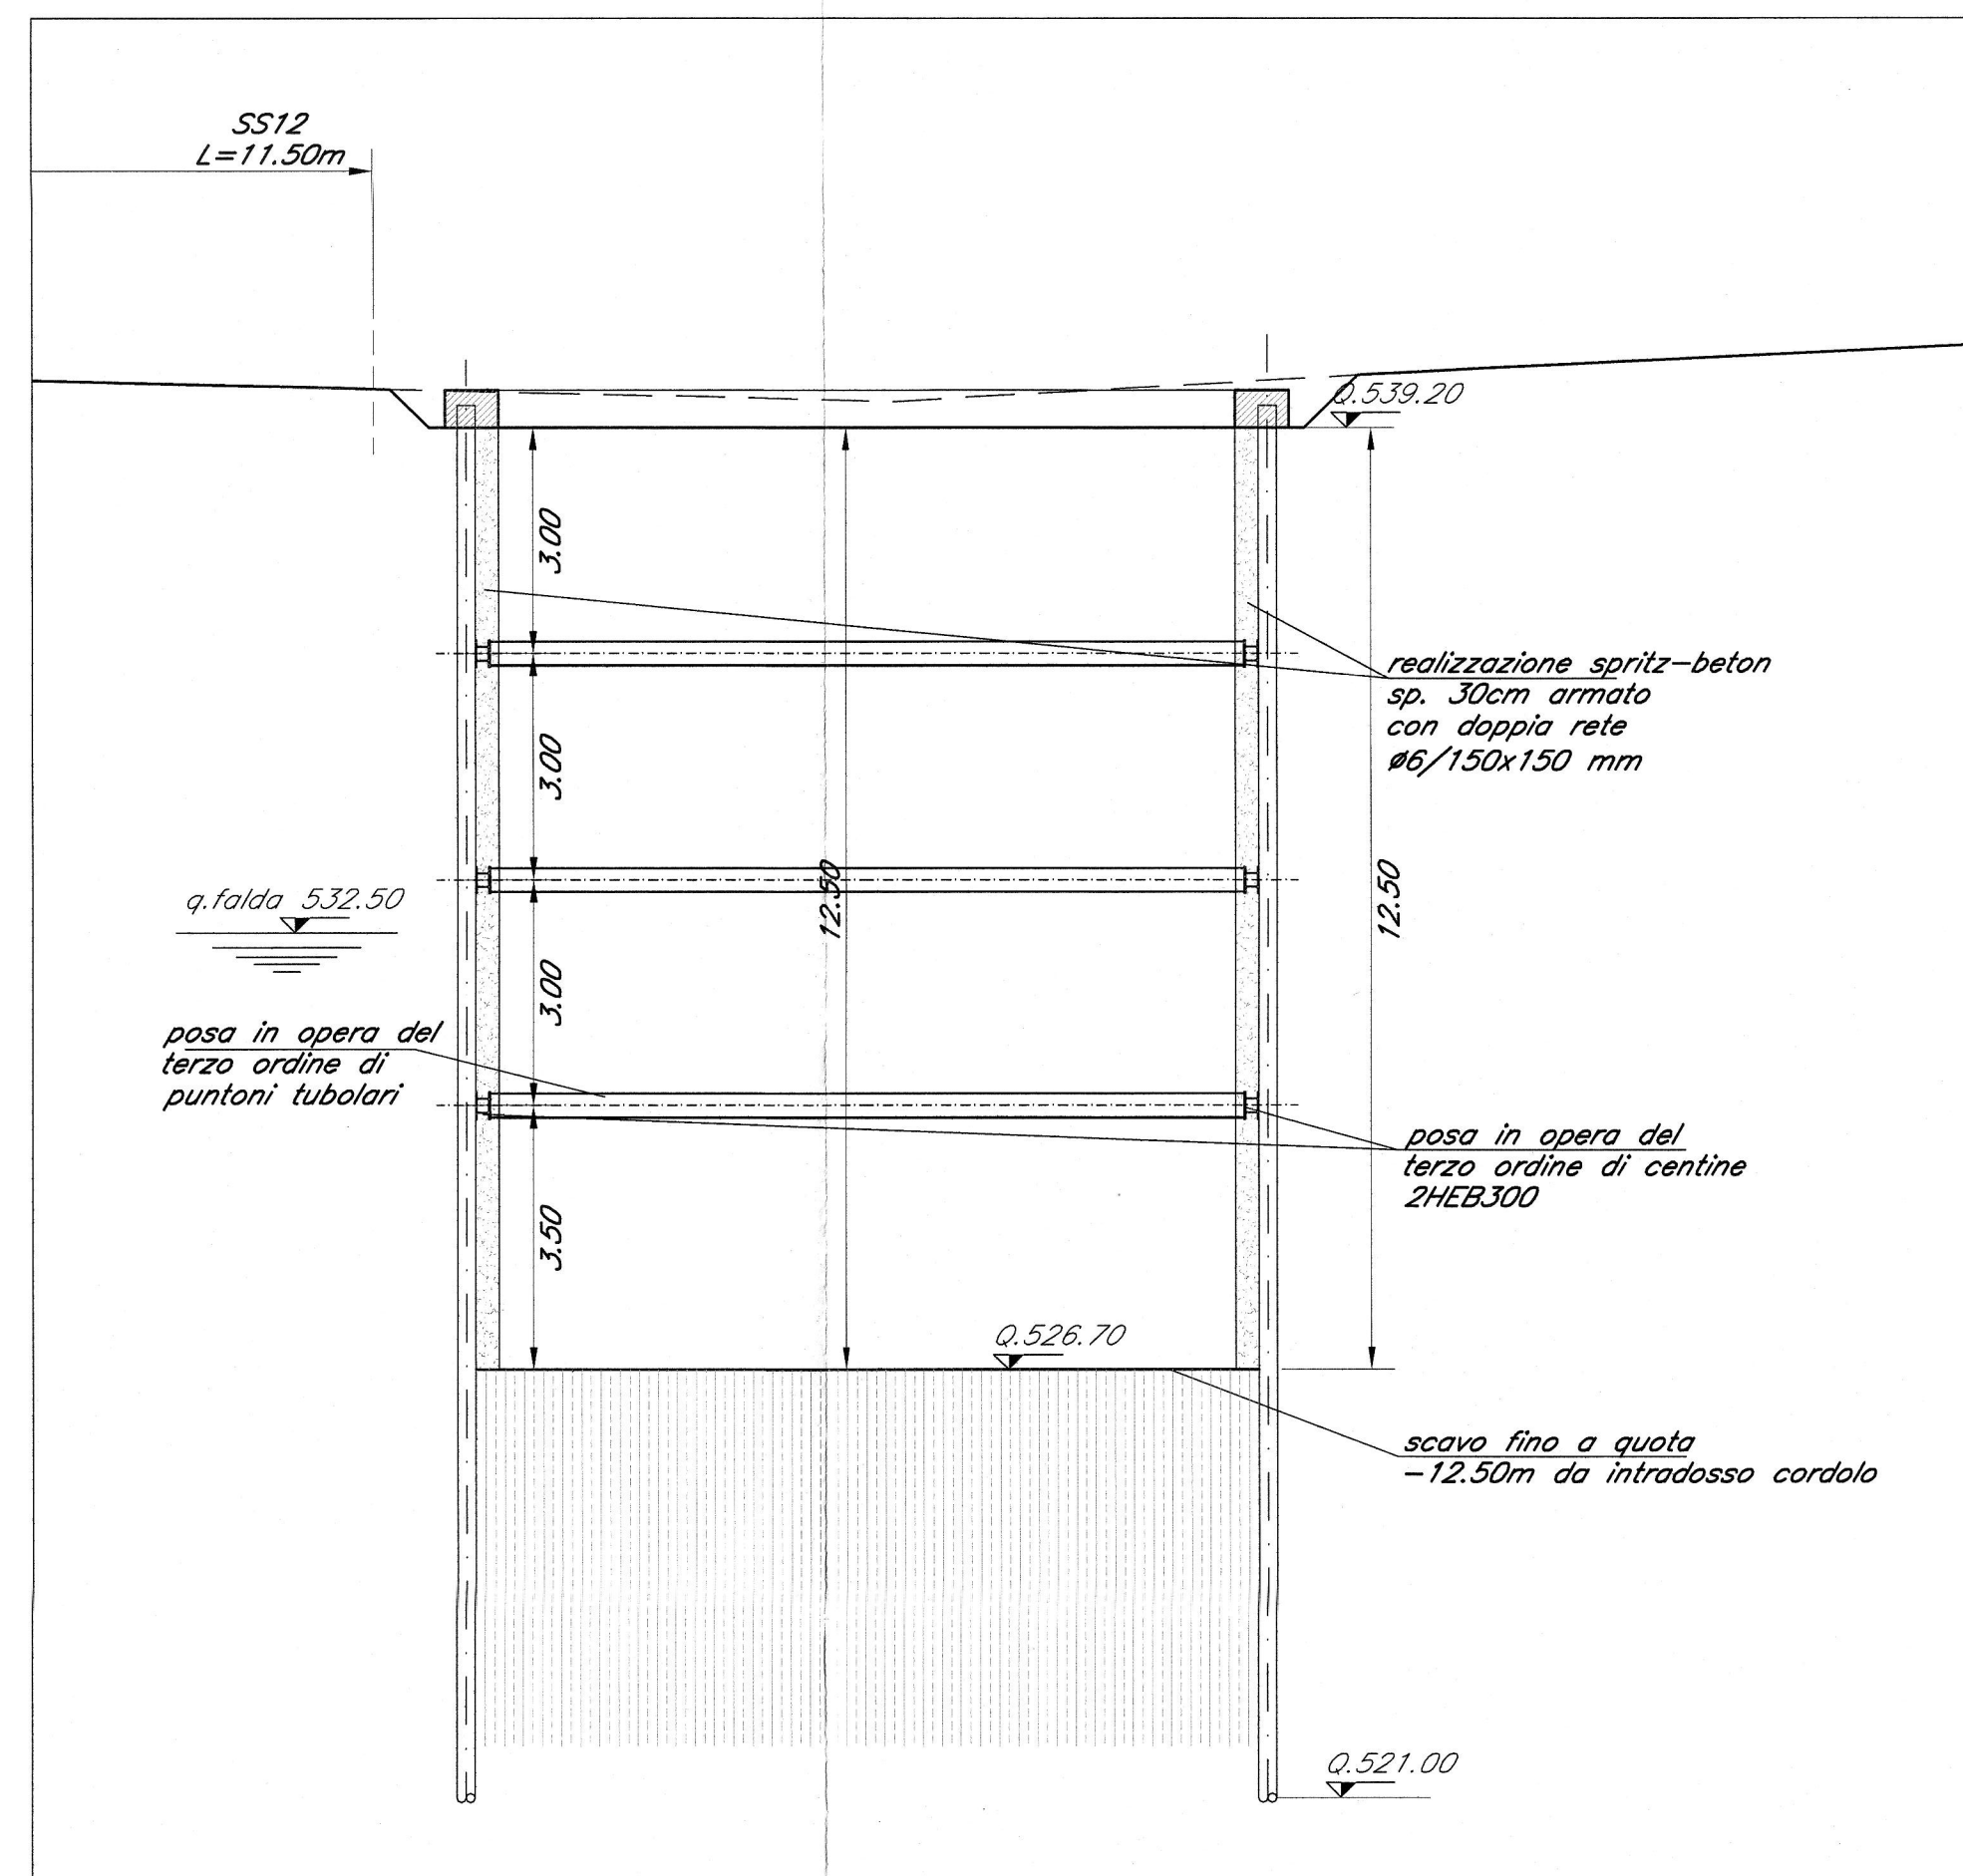 SS12
L=11.50m
Q.539.20
3.00
realizzazione spritz-beton
sp. 30cm armato
con doppia rete
ø6/150x150 mm
3.00
12.50
12.50
q.falda 532.50
3.00
posa in opera del
terzo ordine di
puntoni tubolari
posa in opera del
terzo ordine di centine
2HEB300
3.50
Q.526.70
scavo fino a quota
-12.50m da intradosso cordolo
Q.521.00